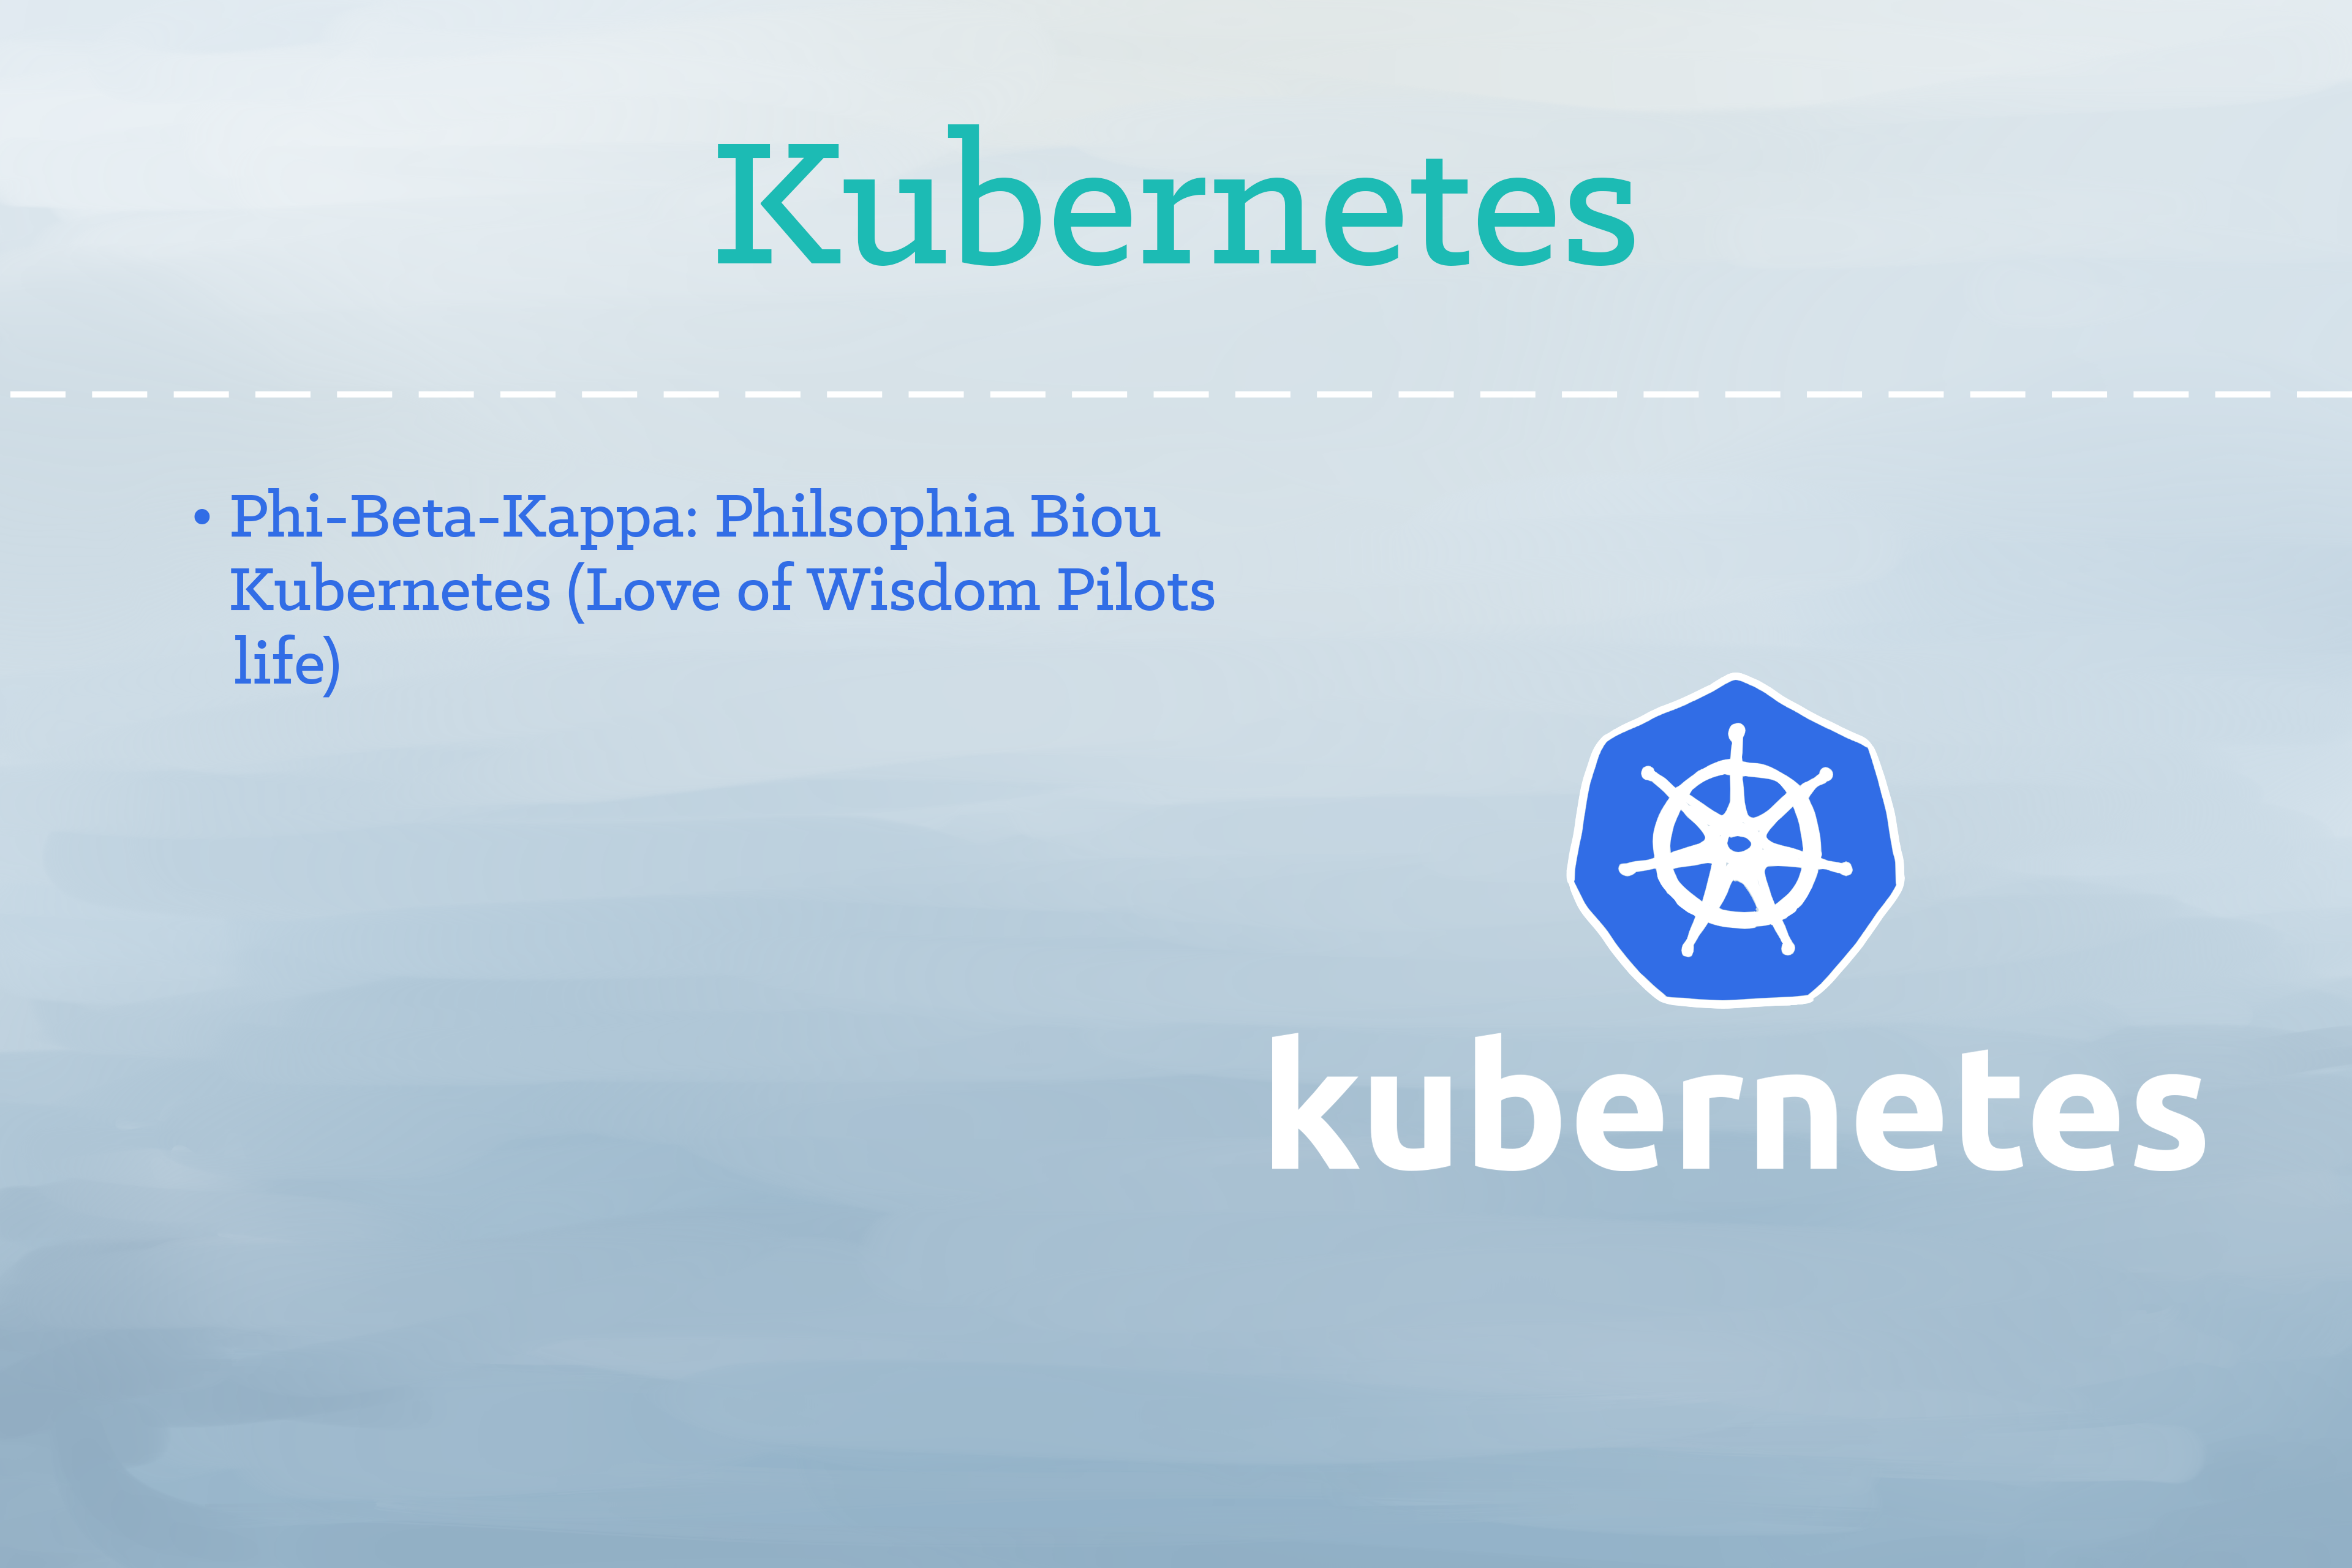 Kubernetes
• Phi-Beta-Kappa: Philsophia Biou
Kubernetes (Love of Wisdom Pilots
life)
kubernetes